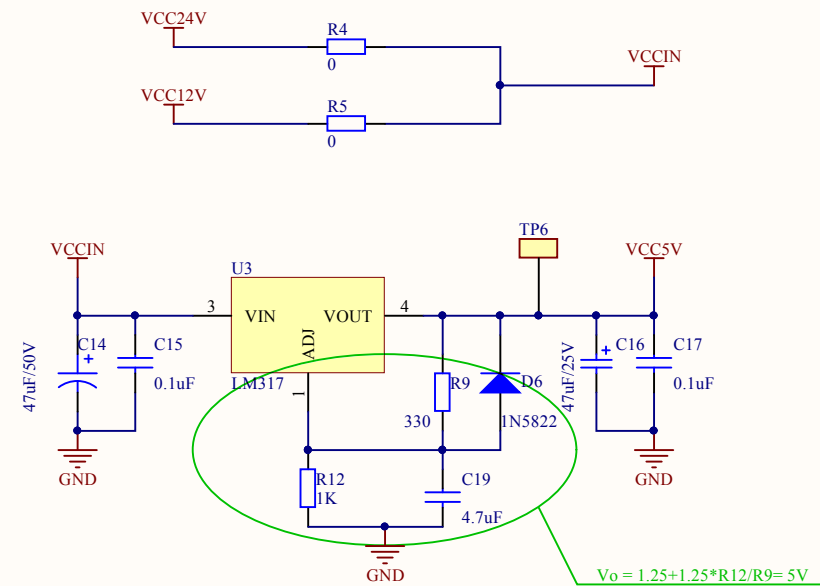 VCC24V
R4
0
VCCIN
VCC12V
R5
0
TP6
VCCIN
VCC5V
U3
3
VIN
VOUT
4
ADJ
LM317
1
C14
+
47uF/50V
C15
0.1uF
R9
330
D6
1N5822
47uF/25V
+
C16
C17
0.1uF
GND
GND
R12
1K
C19
4.7uF
GND
Vo = 1.25+1.25*R12/R9= 5V